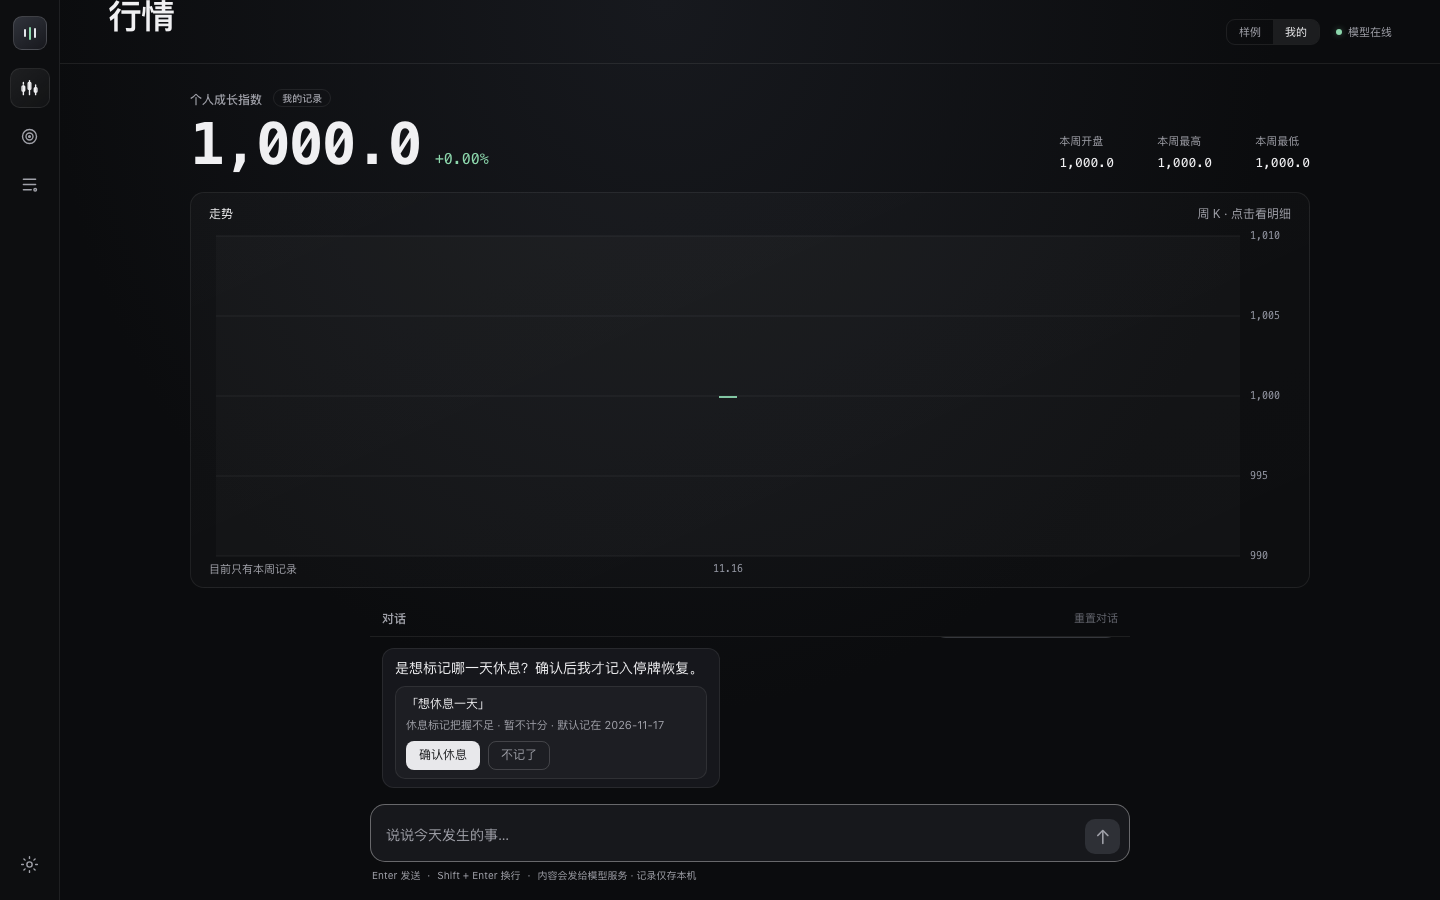 行情
样例
我的
模型在线
个人成长指数
我的记录
1,000.0
+0.00%
本周开盘
1,000.0
本周最高
1,000.0
本周最低
1,000.0
走势
周 K · 点击看明细
1,010
1,005
1,000
995
990
目前只有本周记录
11.16
对话
重置对话
是想标记哪一天休息？确认后我才记入停牌恢复。
「想休息一天」
休息标记把握不足 · 暂不计分 · 默认记在 2026-11-17
确认休息
不记了
说说今天发生的事...
Enter 发送 · Shift + Enter 换行 · 内容会发给模型服务 · 记录仅存本机